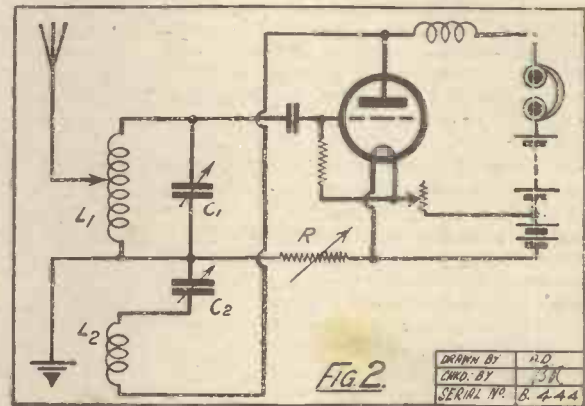 L1
C1
R
C2
L2
FIG. 2.
DRAWN BY
CHKD. BY
SERIAL NO. B.444